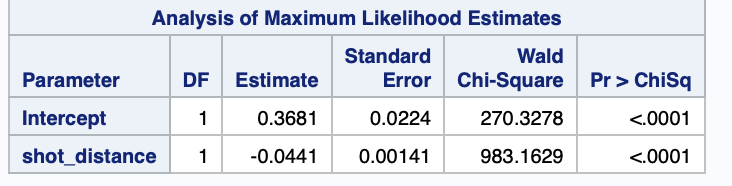 Analysis of Maximum Likelihood Estimates
Parameter DF Estimate Standard Error Wald Chi-Square Pr > ChiSq
Intercept 1 0.3681 0.0224 270.3278 <.0001
shot_distance 1 -0.0441 0.00141 983.1629 <.0001